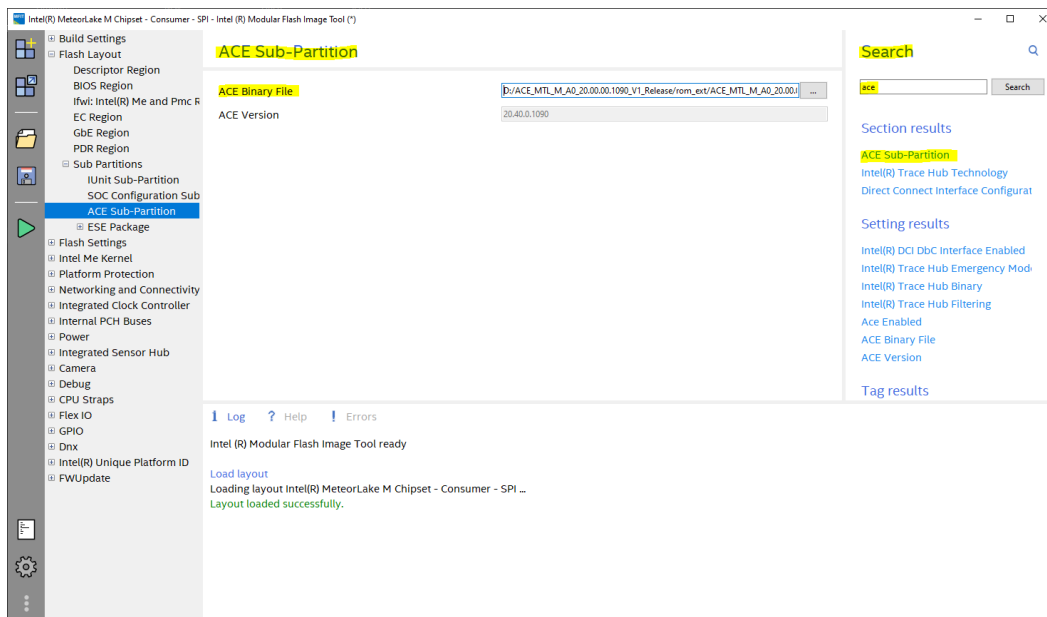 Intel(R) MeteorLake M Chipset - Consumer - SPI - Intel (R) Modular Flash Image Tool (*)
Build Settings
Flash Layout
Descriptor Region
BIOS Region
Ifwi: Intel(R) Me and Pmc R
EC Region
GbE Region
PDR Region
Sub Partitions
IUnit Sub-Partition
SOC Configuration Sub
ACE Sub-Partition
ESE Package
Flash Settings
Intel Me Kernel
Platform Protection
Networking and Connectivity
Integrated Clock Controller
Internal PCH Buses
Power
Integrated Sensor Hub
Camera
Debug
CPU Straps
Flex IO
GPIO
Dnx
Intel(R) Unique Platform ID
FWUpdate
ACE Sub-Partition
ACE Binary File D:/ACE_MTL_M_A0_20.00.00.1090_V1_Release/rom_ext/ACE_MTL_M_A0_20.00.( ...
ACE Version 20.40.0.1090
Log ? Help ! Errors
Intel (R) Modular Flash Image Tool ready
Load layout
Loading layout Intel(R) MeteorLake M Chipset - Consumer - SPI ...
Layout loaded successfully.
Search
ace Search
Section results
ACE Sub-Partition
Intel(R) Trace Hub Technology
Direct Connect Interface Configurat
Setting results
Intel(R) DCI DbC Interface Enabled
Intel(R) Trace Hub Emergency Mod
Intel(R) Trace Hub Binary
Intel(R) Trace Hub Filtering
Ace Enabled
ACE Binary File
ACE Version
Tag results